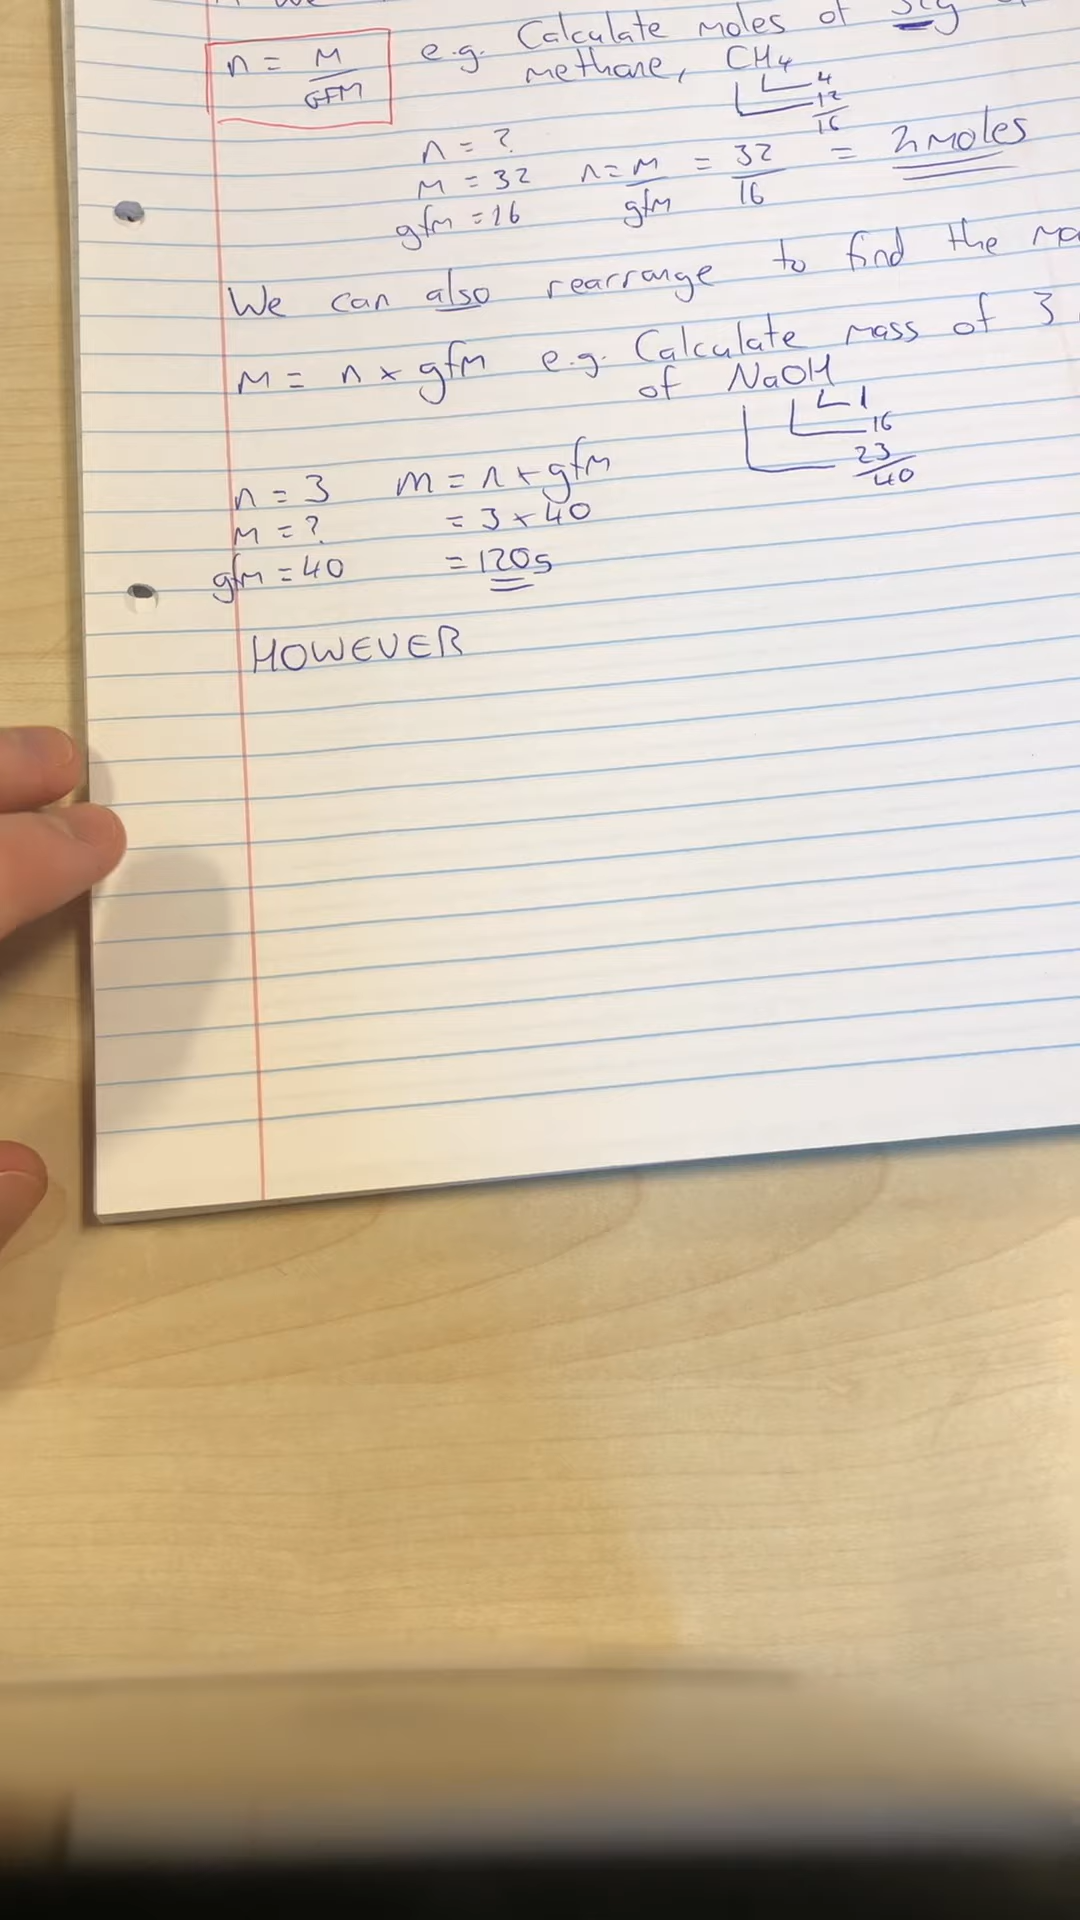 n = M/GFM e.g. Calculate moles of 32g
methane, CH4
4
12
16
n = ?
M = 32 n = M/gfm = 32/16 = 2 moles
gfm = 16
We can also rearrange to find the
M = n × gfm e.g. Calculate mass of 3
of NaOH
1
16
23
40
n = 3 m = n × gfm
M = ? = 3 × 40
gfm = 40 = 120g
HOWEVER